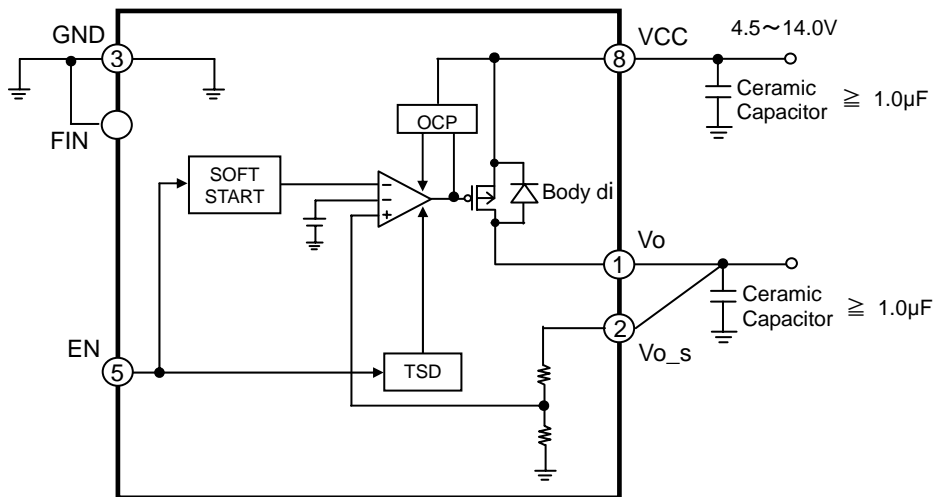 GND
3
FIN
VCC
8
4.5～14.0V
Ceramic
Capacitor ≧ 1.0µF
OCP
SOFT
START
−
−
+
Body di
Vo
1
Ceramic
Capacitor ≧ 1.0µF
2
Vo_s
EN
5
TSD